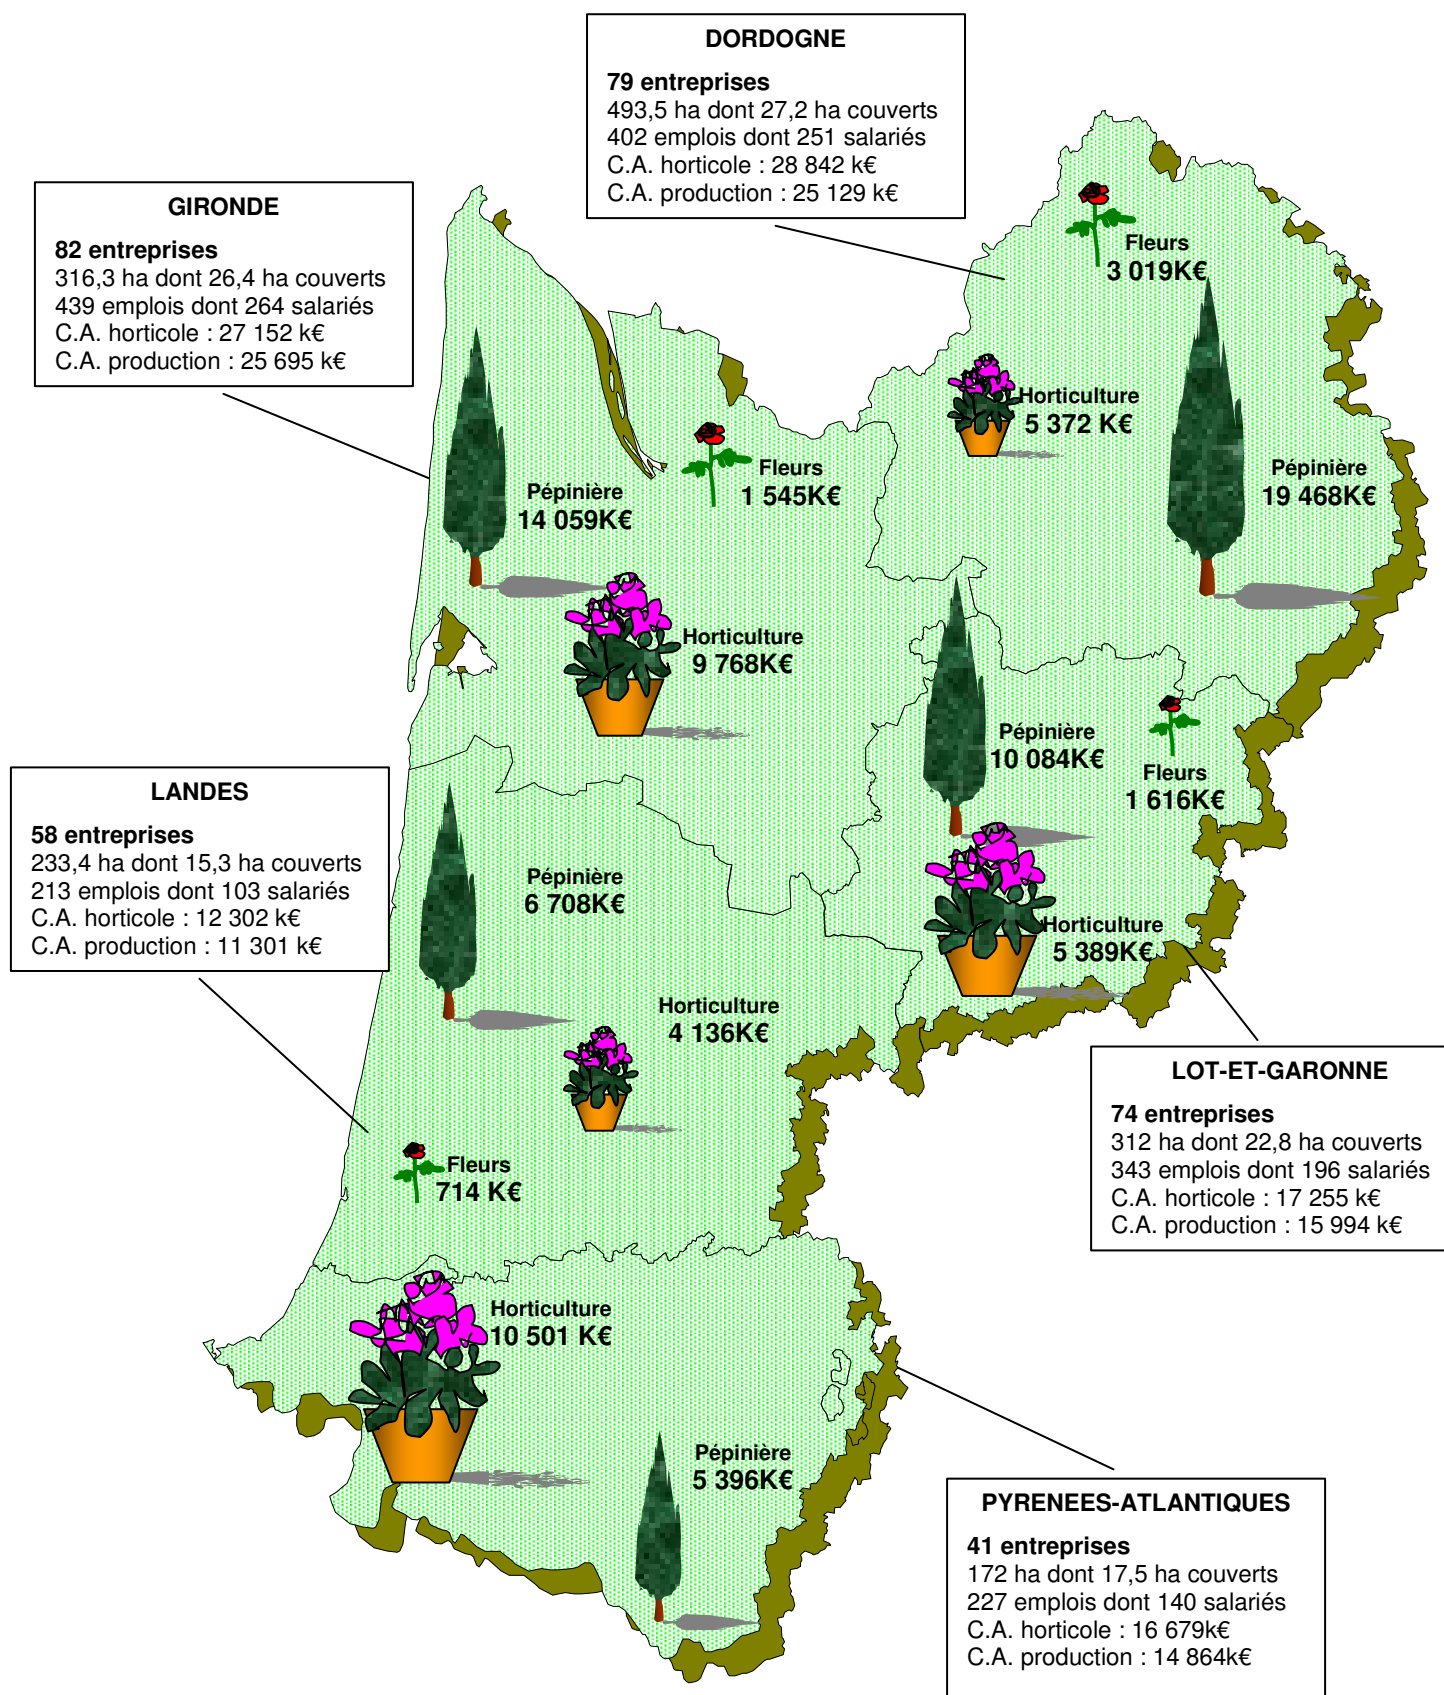 DORDOGNE
79 entreprises
493,5 ha dont 27,2 ha couverts
402 emplois dont 251 salariés
C.A. horticole : 28 842 k€
C.A. production : 25 129 k€
GIRONDE
82 entreprises
316,3 ha dont 26,4 ha couverts
439 emplois dont 264 salariés
C.A. horticole : 27 152 k€
C.A. production : 25 695 k€
Fleurs
3 019K€
Horticulture
5 372 K€
Pépinière
19 468K€
Fleurs
1 545K€
Pépinière
14 059K€
Horticulture
9 768K€
Pépinière
10 084K€
Fleurs
1 616K€
Horticulture
5 389K€
LANDES
58 entreprises
233,4 ha dont 15,3 ha couverts
213 emplois dont 103 salariés
C.A. horticole : 12 302 k€
C.A. production : 11 301 k€
Pépinière
6 708K€
Horticulture
4 136K€
Fleurs
714 K€
LOT-ET-GARONNE
74 entreprises
312 ha dont 22,8 ha couverts
343 emplois dont 196 salariés
C.A. horticole : 17 255 k€
C.A. production : 15 994 k€
Horticulture
10 501 K€
Pépinière
5 396K€
PYRENEES-ATLANTIQUES
41 entreprises
172 ha dont 17,5 ha couverts
227 emplois dont 140 salariés
C.A. horticole : 16 679k€
C.A. production : 14 864k€